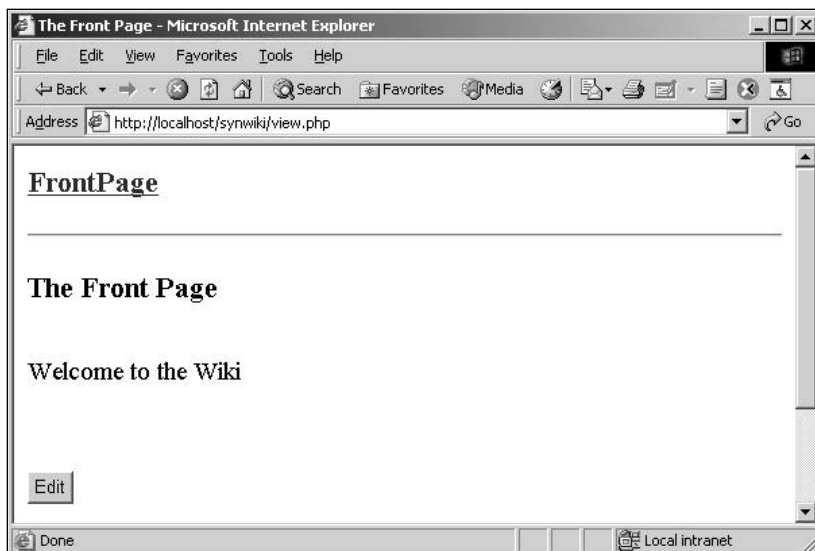 The Front Page - Microsoft Internet Explorer
File Edit View Favorites Tools Help
Back Search Favorites Media
Address http://localhost/synwiki/view.php Go
FrontPage
The Front Page
Welcome to the Wiki
Edit
Done Local intranet